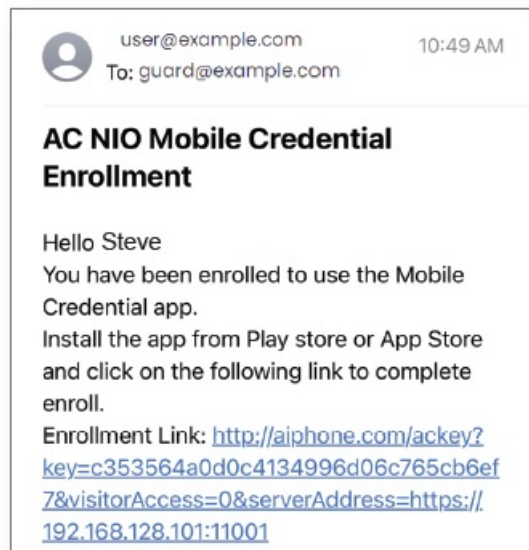 user@example.com
10:49 AM
To: guard@example.com
AC NIO Mobile Credential
Enrollment
Hello Steve
You have been enrolled to use the Mobile
Credential app.
Install the app from Play store or App Store
and click on the following link to complete
enroll.
Enrollment Link: http://aiphone.com/ackey?
key=c353564a0d0c4134996d06c765cb6ef
7&visitorAccess=0&serverAddress=https://
192.168.128.101:11001